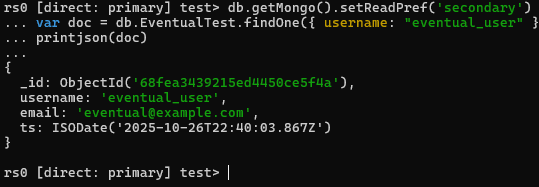 rs0 [direct: primary] test> db.getMongo().setReadPref('secondary')
... var doc = db.EventualTest.findOne({ username: "eventual_user" }
... printjson(doc)
...
{
  _id: ObjectId('68fea3439215ed4450ce5f4a'),
  username: 'eventual_user',
  email: 'eventual@example.com',
  ts: ISODate('2025-10-26T22:40:03.867Z')
}
rs0 [direct: primary] test>